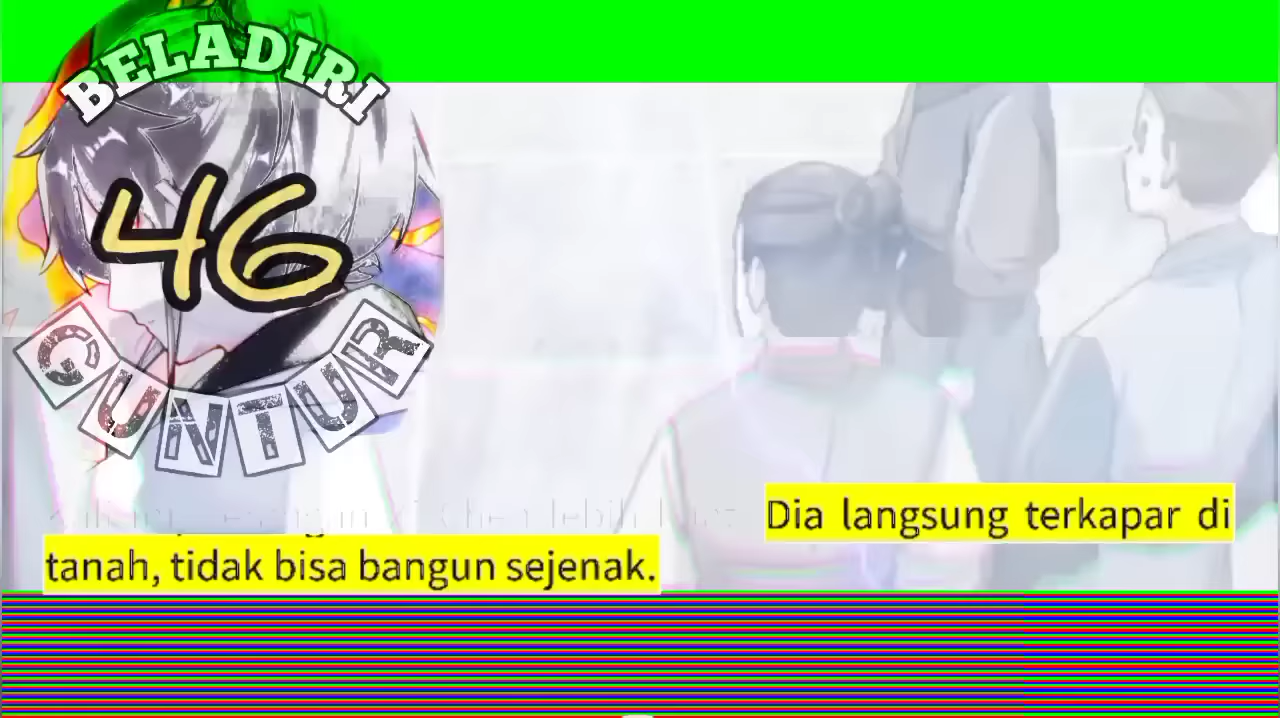 BELADIRI
46
GUNTUR
Dia langsung terkapar di
tanah, tidak bisa bangun sejenak.